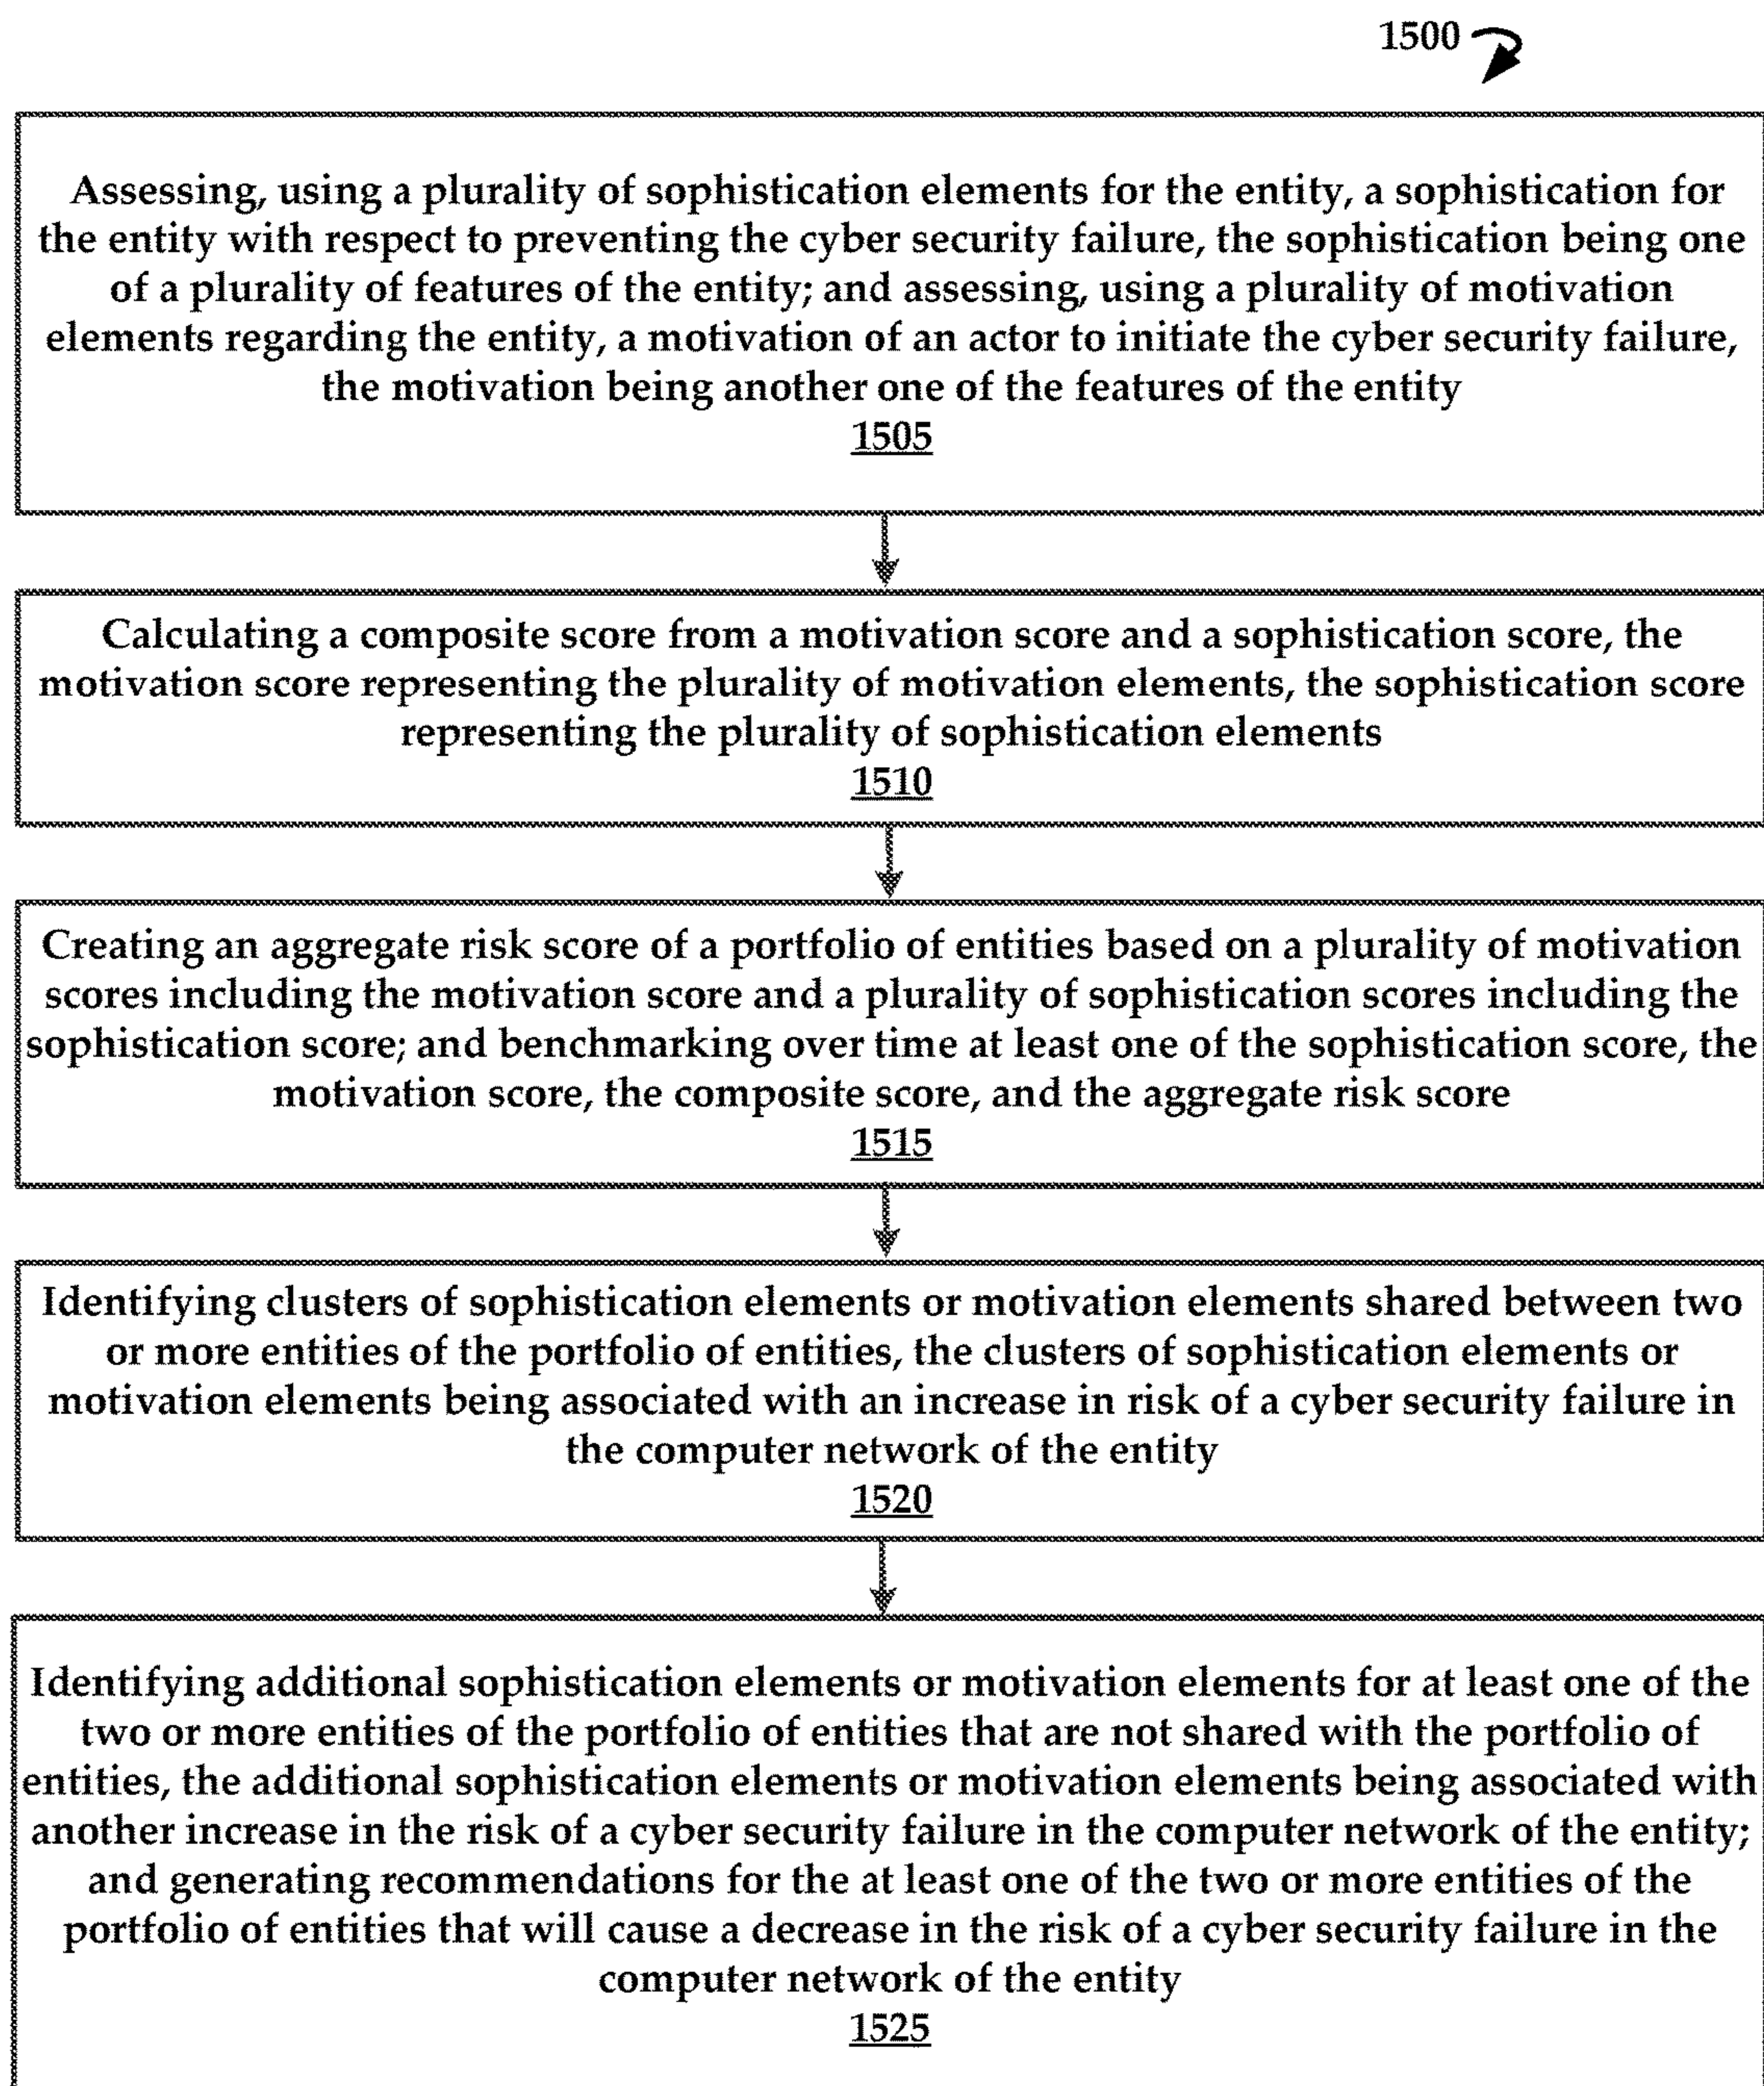 1500
Assessing, using a plurality of sophistication elements for the entity, a sophistication for
the entity with respect to preventing the cyber security failure, the sophistication being one
of a plurality of features of the entity; and assessing, using a plurality of motivation
elements regarding the entity, a motivation of an actor to initiate the cyber security failure,
the motivation being another one of the features of the entity
1505
Calculating a composite score from a motivation score and a sophistication score, the
motivation score representing the plurality of motivation elements, the sophistication score
representing the plurality of sophistication elements
1510
Creating an aggregate risk score of a portfolio of entities based on a plurality of motivation
scores including the motivation score and a plurality of sophistication scores including the
sophistication score; and benchmarking over time at least one of the sophistication score, the
motivation score, the composite score, and the aggregate risk score
1515
Identifying clusters of sophistication elements or motivation elements shared between two
or more entities of the portfolio of entities, the clusters of sophistication elements or
motivation elements being associated with an increase in risk of a cyber security failure in
the computer network of the entity
1520
Identifying additional sophistication elements or motivation elements for at least one of the
two or more entities of the portfolio of entities that are not shared with the portfolio of
entities, the additional sophistication elements or motivation elements being associated with
another increase in the risk of a cyber security failure in the computer network of the entity;
and generating recommendations for the at least one of the two or more entities of the
portfolio of entities that will cause a decrease in the risk of a cyber security failure in the
computer network of the entity
1525